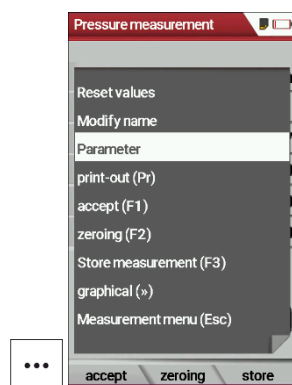 Pressure measurement
Reset values
Modify name
Parameter
print-out (Pr)
accept (F1)
zeroing (F2)
Store measurement (F3)
graphical (»)
Measurement menu (Esc)
...
accept zeroing store